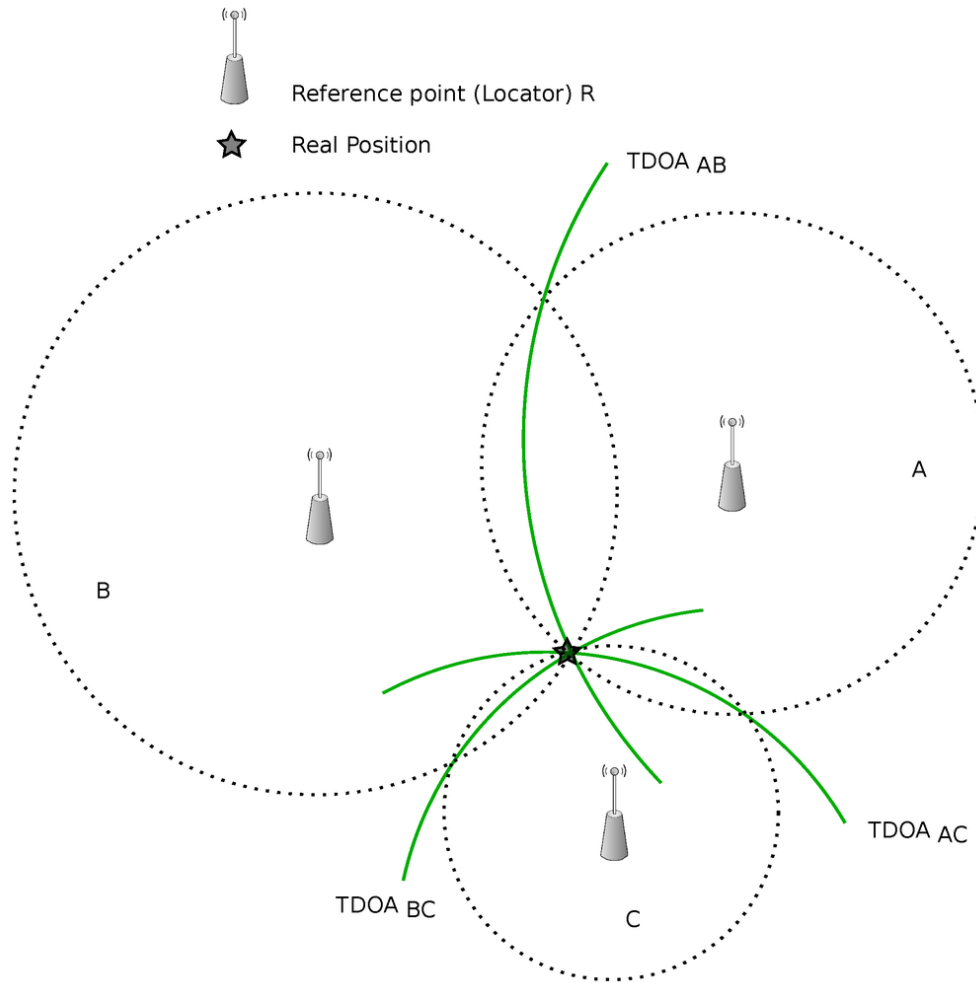 Reference point (Locator) R
Real Position
TDOA AB
A
B
TDOA AC
TDOA BC
C